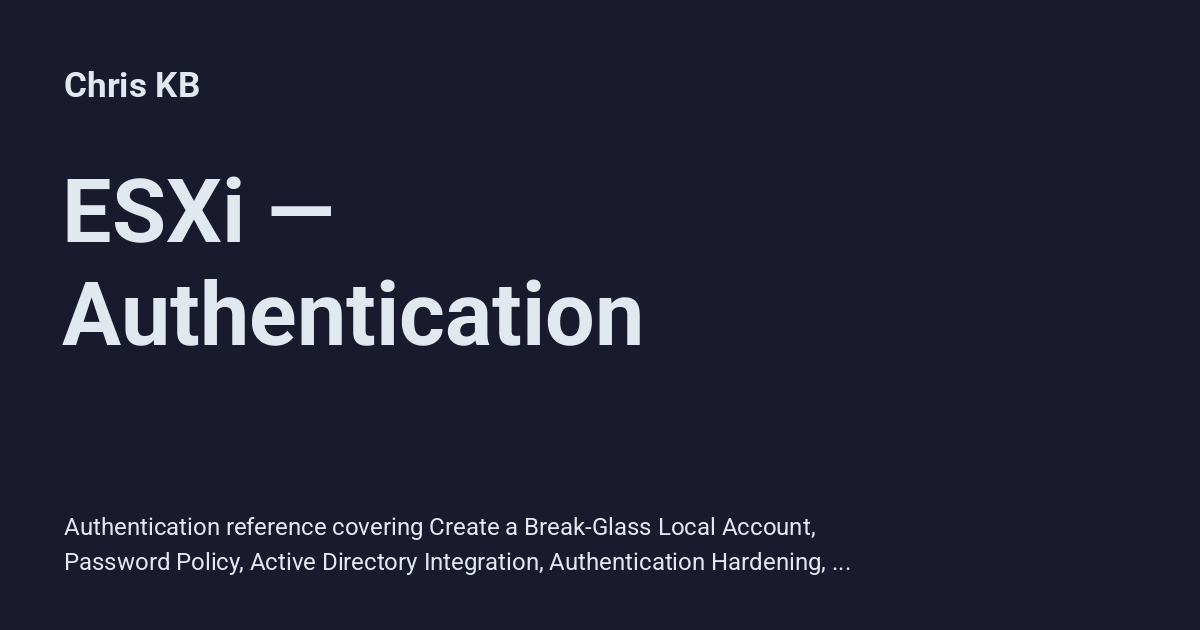 Chris KB
ESXi —
Authentication
Authentication reference covering Create a Break-Glass Local Account,
Password Policy, Active Directory Integration, Authentication Hardening, ...